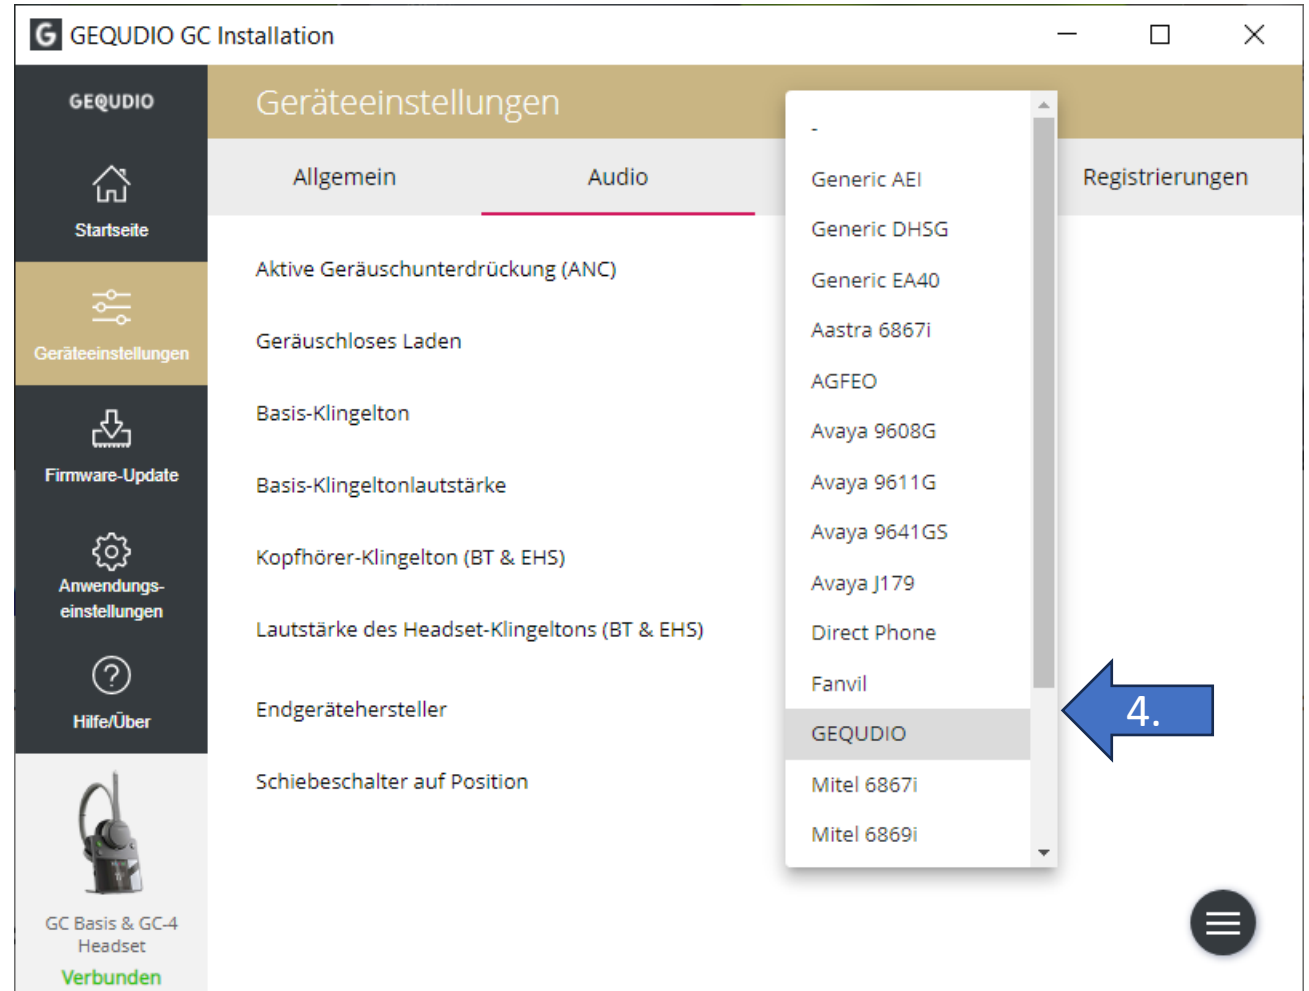 G GEQUDIO GC Installation
GEQUDIO
Startseite
Geräteeinstellungen
Firmware-Update
Anwendungs-
einstellungen
Hilfe/Über
GC Basis & GC-4
Headset
Verbunden
Geräteeinstellungen
Allgemein
Audio
Registrierungen
Aktive Geräuschunterdrückung (ANC)
Geräuschloses Laden
Basis-Klingelton
Basis-Klingeltonlautstärke
Kopfhörer-Klingelton (BT & EHS)
Lautstärke des Headset-Klingeltons (BT & EHS)
Endgerätehersteller
Schiebeschalter auf Position
-
Generic AEI
Generic DHSG
Generic EA40
Aastra 6867i
AGFEO
Avaya 9608G
Avaya 9611G
Avaya 9641GS
Avaya J179
Direct Phone
Fanvil
GEQUDIO
Mitel 6867i
Mitel 6869i
4.